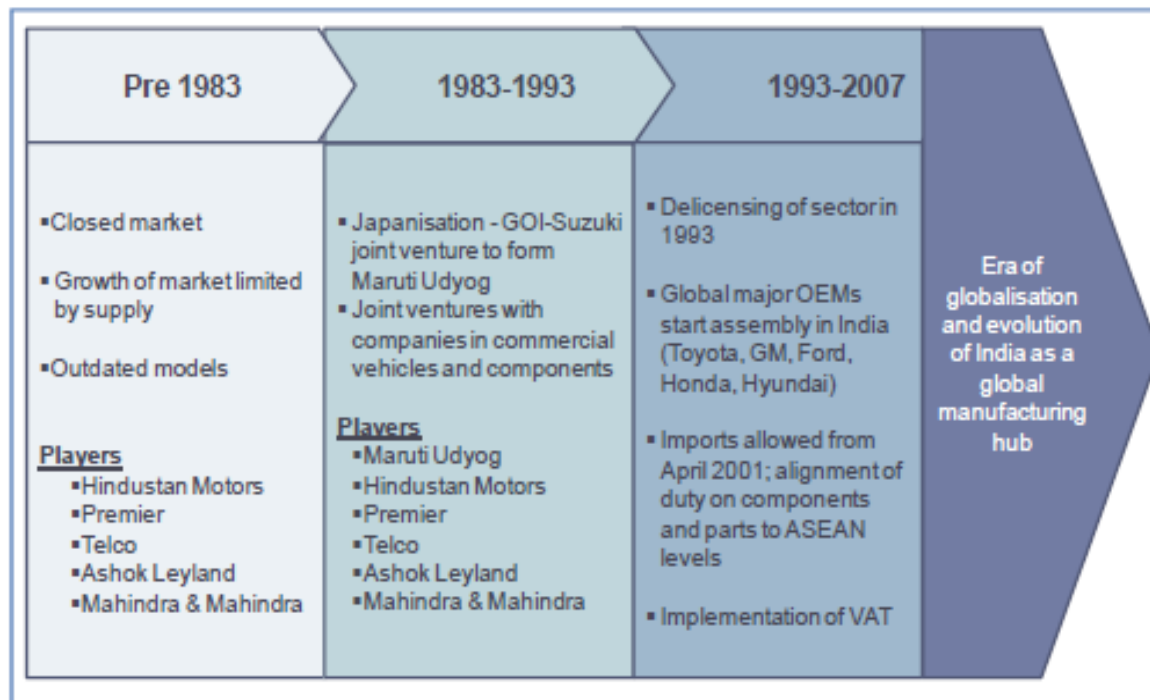 Pre 1983
▪Closed market
▪ Growth of market limited
by supply
▪Outdated models
Players
▪Hindustan Motors
▪Premier
▪Telco
▪Ashok Leyland
▪Mahindra & Mahindra
1983-1993
▪ Japanisation - GOI-Suzuki
joint venture to form
Maruti Udyog
▪ Joint ventures with
companies in commercial
vehicles and components
Players
▪Maruti Udyog
▪Hindustan Motors
▪Premier
▪Telco
▪Ashok Leyland
▪Mahindra & Mahindra
1993-2007
▪ Delicensing of sector in
1993
▪ Global major OEMs
start assembly in India
(Toyota, GM, Ford,
Honda, Hyundai)
▪ Imports allowed from
April 2001; alignment of
duty on components
and parts to ASEAN
levels
▪ Implementation of VAT
Era of
globalisation
and evolution
of India as a
global
manufacturing
hub